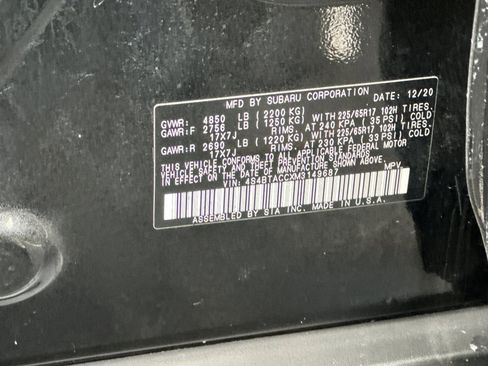 MFD BY SUBARU CORPORATION DATE: 12/20
GVWR: 4850 LB (2200 KG)
GAWR:F 2756 LB (1250 KG) WITH 225/65R17 102H TIRES,
17X7J RIMS, AT 240 KPA ( 35 PSI) COLD
GAWR:R 2690 LB (1220 KG) WITH 225/65R17 102H TIRES,
17X7J RIMS, AT 230 KPA ( 33 PSI) COLD
THIS VEHICLE CONFORMS TO ALL APPLICABLE FEDERAL MOTOR
VEHICLE SAFETY AND THEFT PREVENTION STANDARDS
IN EFFECT ON THE DATE OF MANUFACTURE SHOWN ABOVE.
VIN: 4S4BTACCXM3149687 MPV
ASSEMBLED BY SIA INC. MADE IN U.S.A.